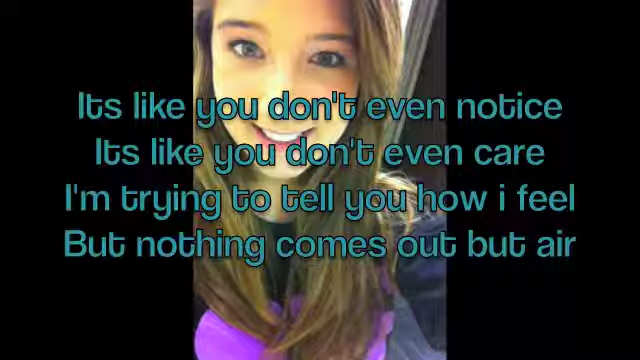 Its like you don't even notice
Its like you don't even care
I'm trying to tell you how i feel
But nothing comes out but air